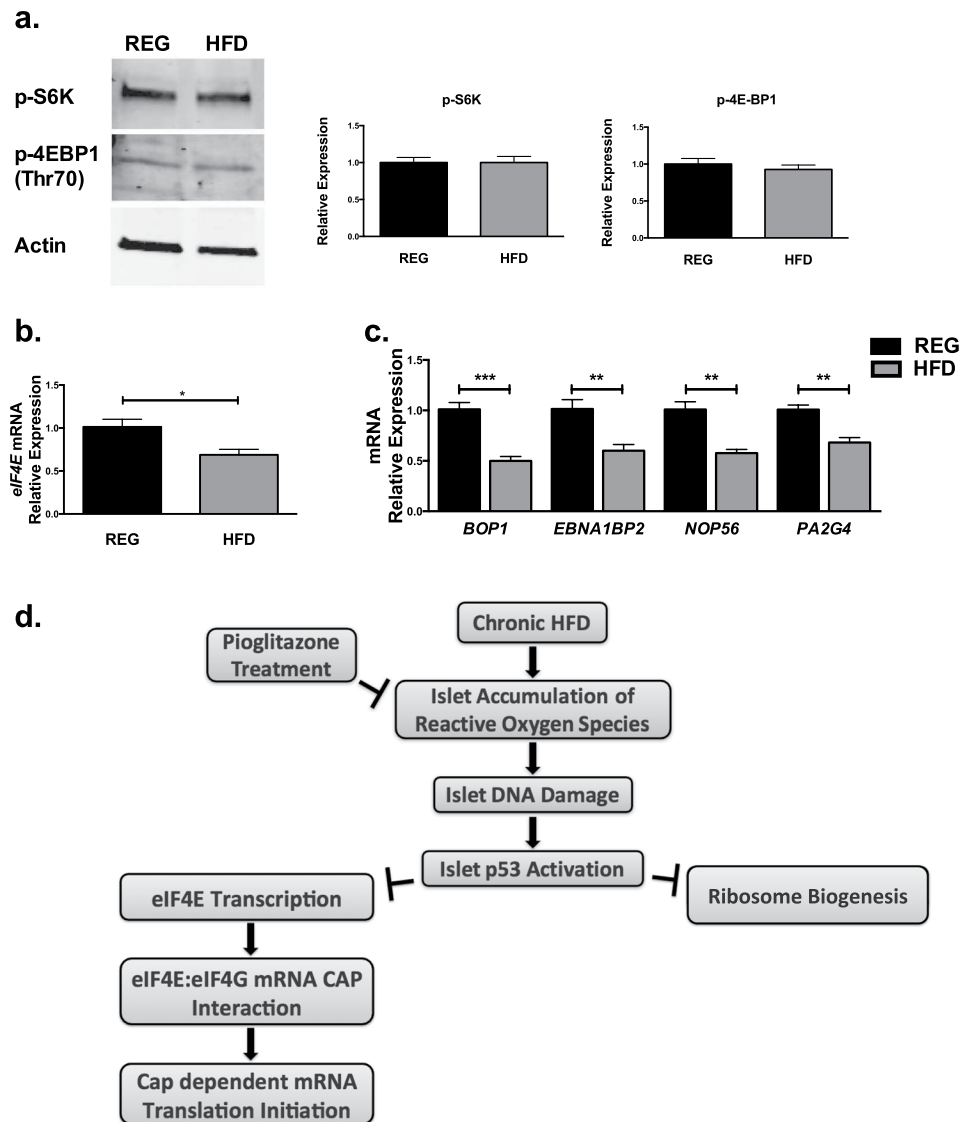 a.
REG HFD
p-S6K
p-4EBP1
(Thr70)
Actin
p-S6K
Relative Expression
1.5
1.0
0.5
0.0
REG HFD
p-4E-BP1
Relative Expression
1.5
1.0
0.5
0.0
REG HFD
b.
eIF4E mRNA
Relative Expression
1.5
1.0
0.5
0.0
*
REG HFD
c.
mRNA
Relative Expression
1.5
1.0
0.5
0.0
*** ** ** **
BOP1 EBNA1BP2 NOP56 PA2G4
REG
HFD
d.
Chronic HFD
Pioglitazone
Treatment
Islet Accumulation of
Reactive Oxygen Species
Islet DNA Damage
Islet p53 Activation
eIF4E Transcription
Ribosome Biogenesis
eIF4E:eIF4G mRNA CAP
Interaction
Cap dependent mRNA
Translation Initiation